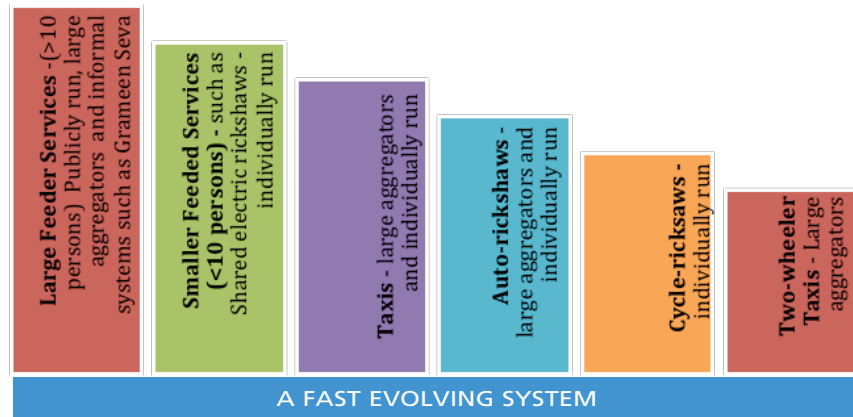 Large Feeder Services -(>10
persons) Publicly run, large
aggregators and informal
systems such as Grameen Seva
Smaller Feeded Services
(<10 persons) - such as
Shared electric rickshaws -
individually run
Taxis - large aggregators
and individually run
Auto-rickshaws -
large aggregators and
individually run
Cycle-ricksaws -
individually run
Two-wheeler
Taxis - Large
aggregators
A FAST EVOLVING SYSTEM